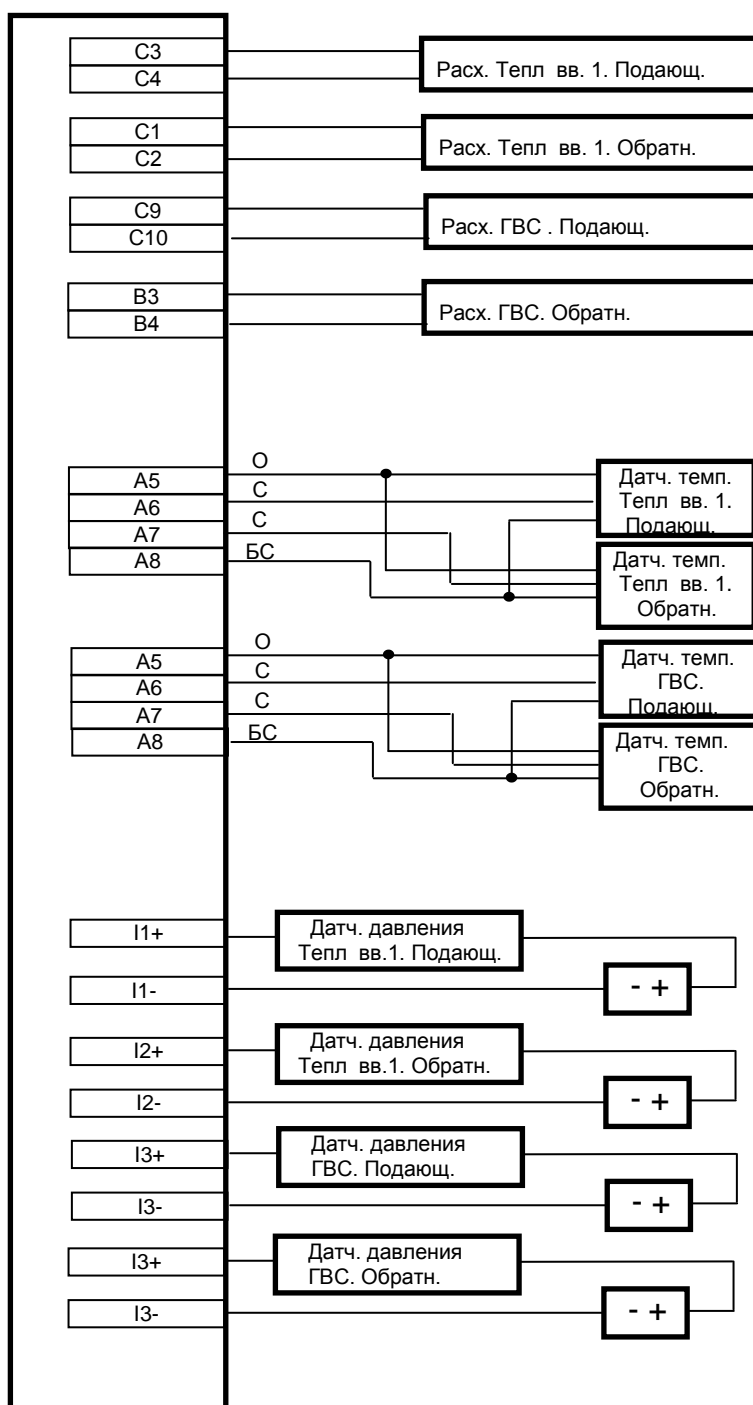 C3
C4
Расх. Тепл вв. 1. Подающ.
C1
C2
Расх. Тепл вв. 1. Обратн.
C9
C10
Расх. ГВС . Подающ.
B3
B4
Расх. ГВС. Обратн.
A5
A6
A7
A8
О
С
С
БС
Датч. темп.
Тепл вв. 1.
Подающ.
Датч. темп.
Тепл вв. 1.
Обратн.
A5
A6
A7
A8
О
С
С
БС
Датч. темп.
ГВС.
Подающ.
Датч. темп.
ГВС.
Обратн.
I1+
Датч. давления
Тепл вв.1. Подающ.
I1-
- +
I2+
Датч. давления
Тепл вв.1. Обратн.
I2-
- +
I3+
Датч. давления
ГВС. Подающ.
I3-
- +
I3+
Датч. давления
ГВС. Обратн.
I3-
- +